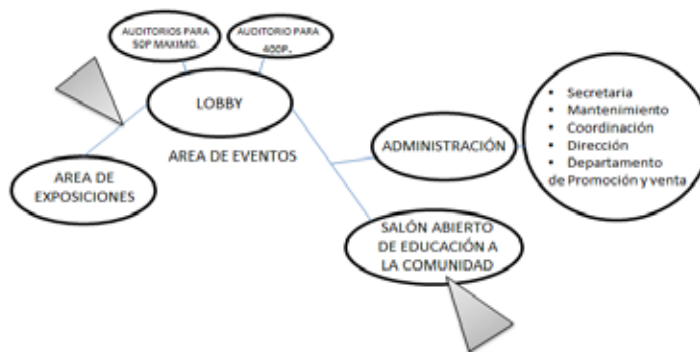 AUDITORIOS PARA
50P MAXIMO.
AUDITORIO PARA
400P.
LOBBY
AREA DE EVENTOS
AREA DE
EXPOSICIONES
ADMINISTRACIÓN
• Secretaria
• Mantenimiento
• Coordinación
• Dirección
• Departamento
de Promoción y venta
SALÓN ABIERTO
DE EDUCACIÓN A
LA COMUNIDAD